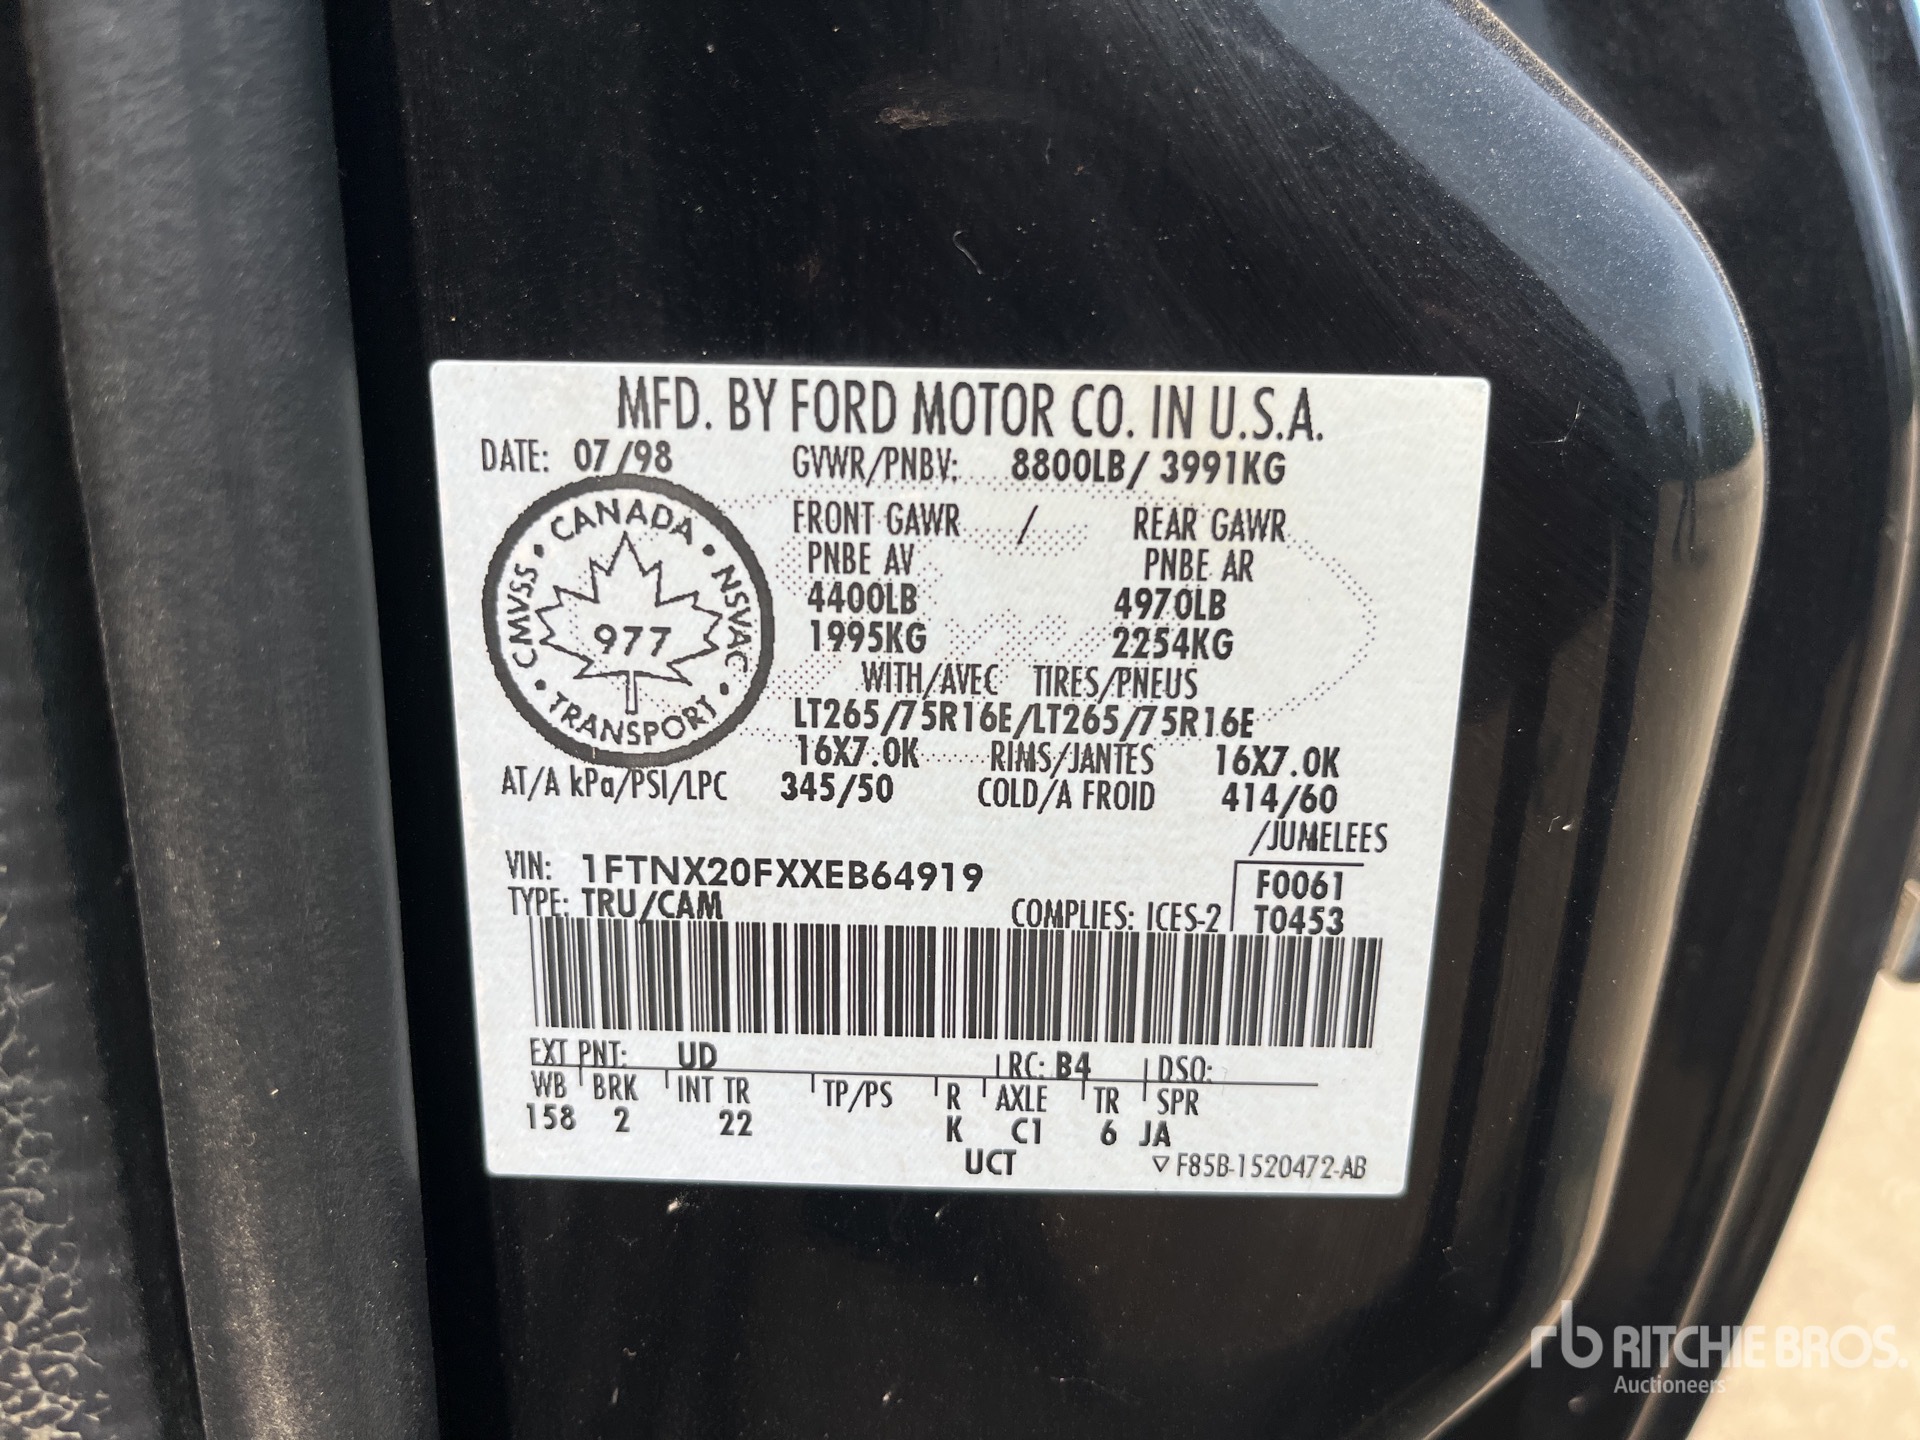 MFD. BY FORD MOTOR CO. IN U.S.A.
DATE: 07/98 GVWR/PNBV: 8800LB/ 3991KG
CANADA
CMVSS • NSVAC
977
TRANSPORT
FRONT GAWR / REAR GAWR
PNBE AV PNBE AR
4400LB 4970LB
1995KG 2254KG
WITH/AVEC TIRES/PNEUS
LT265/75R16E/LT265/75R16E
16X7.0K RIMS/JANTES 16X7.0K
AT/A kPa/PSI/LPC 345/50 COLD/A FROID 414/60
/JUMELEES
VIN: 1FTNX20FXXEB64919 F0061
TYPE: TRU/CAM COMPLIES: ICES-2 T0453
EXT PNT: UD RC: B4 DSO:
WB BRK INT TR TP/PS R AXLE TR SPR
158 2 22 K C1 6 JA
UCT F85B-1520472-AB
rb RITCHIE BROS.
Auctioneers